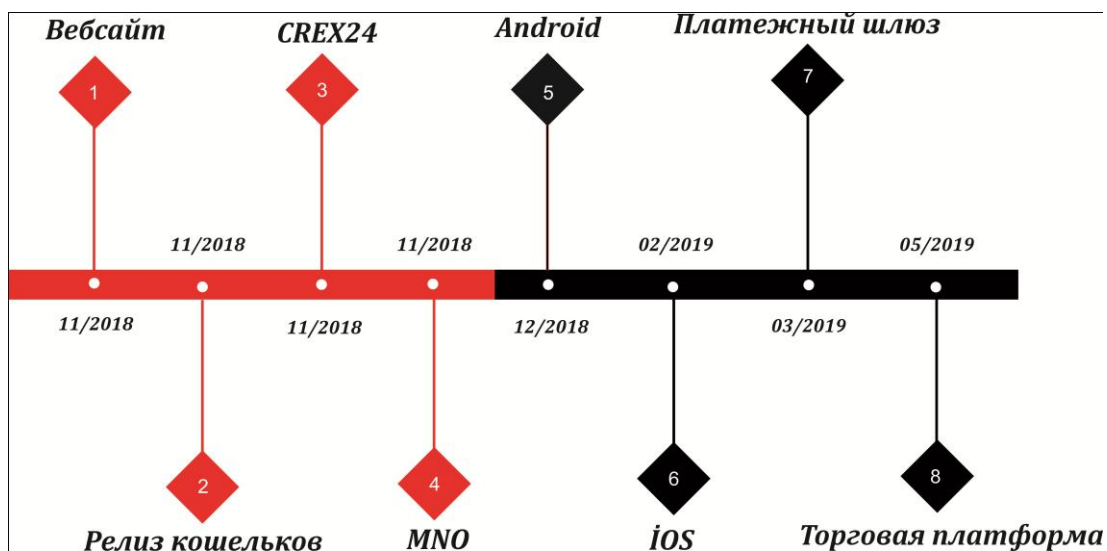 Вебсайт
CREX24
Android
Платежный шлюз
1
3
5
7
11/2018
11/2018
02/2019
05/2019
11/2018
11/2018
12/2018
03/2019
2
4
6
8
Релиз кошельков
MNO
İOS
Торговая платформа